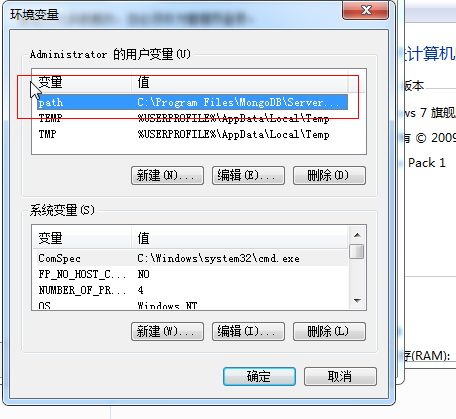 环境变量
Administrator 的用户变量(U)
变量 值
path C:\Program Files\MongoDB\Server...
TEMP %USERPROFILE%\AppData\Local\Temp
TMP %USERPROFILE%\AppData\Local\Temp
新建(N)... 编辑(E)... 删除(D)
系统变量(S)
变量 值
ComSpec C:\Windows\system32\cmd.exe
FP_NO_HOST_C... NO
NUMBER_OF_PR... 4
OS Windows_NT
新建(W)... 编辑(I)... 删除(L)
确定 取消
计算机
版本
ws 7 旗舰
有 © 2009
Pack 1
存(RAM):